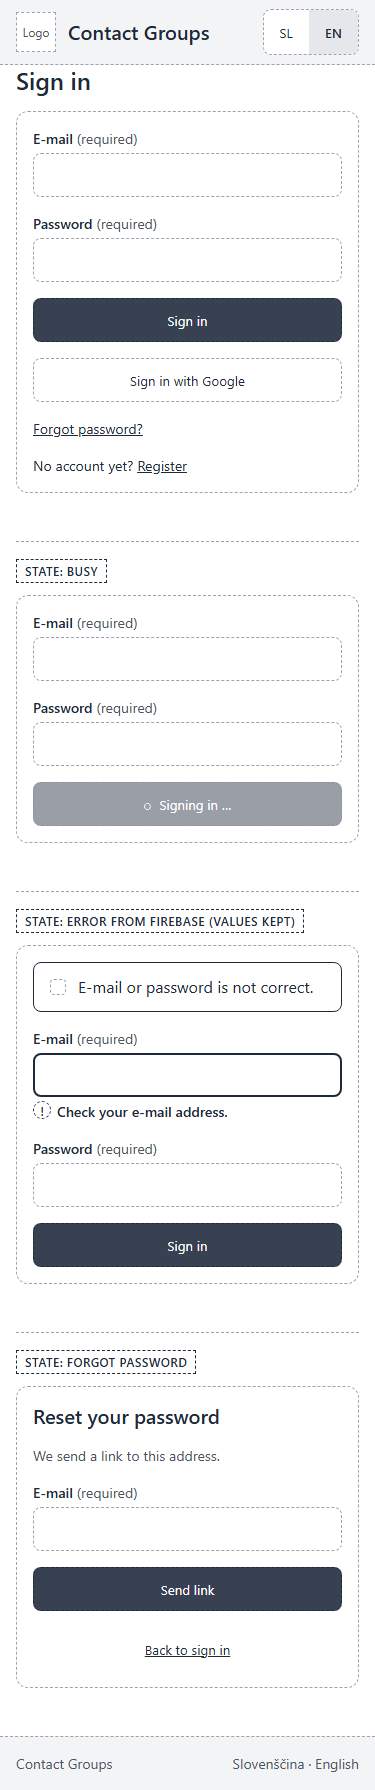 Logo
Contact Groups
SL
EN
Sign in
E-mail (required)
Password (required)
Sign in
Sign in with Google
Forgot password?
No account yet? Register
STATE: BUSY
E-mail (required)
Password (required)
Signing in ...
STATE: ERROR FROM FIREBASE (VALUES KEPT)
E-mail or password is not correct.
E-mail (required)
! Check your e-mail address.
Password (required)
Sign in
STATE: FORGOT PASSWORD
Reset your password
We send a link to this address.
E-mail (required)
Send link
Back to sign in
Contact Groups
Slovenščina · English